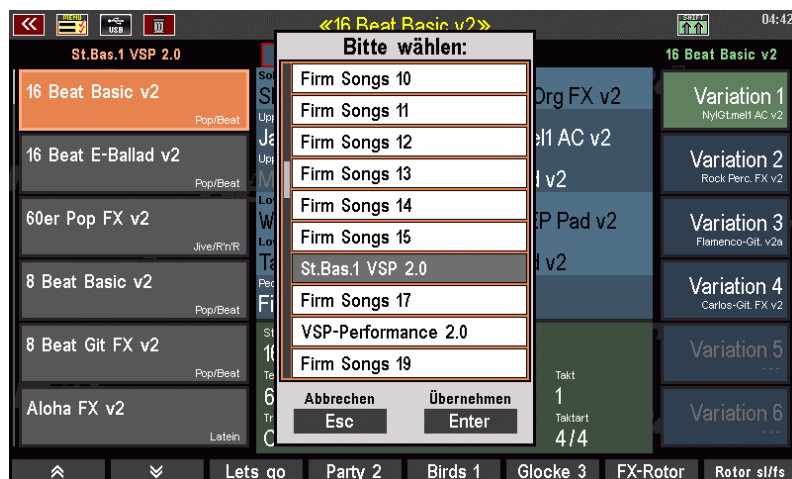 MENU
USB
«16 Beat Basic v2»
SHIFT
04:42
St.Bas.1 VSP 2.0
16 Beat Basic v2
16 Beat Basic v2
Pop/Beat
16 Beat E-Ballad v2
Pop/Beat
60er Pop FX v2
Jive/R'n'R
8 Beat Basic v2
Pop/Beat
8 Beat Git FX v2
Pop/Beat
Aloha FX v2
Latein
Bitte wählen:
Firm Songs 10
Firm Songs 11
Firm Songs 12
Firm Songs 13
Firm Songs 14
Firm Songs 15
St.Bas.1 VSP 2.0
Firm Songs 17
VSP-Performance 2.0
Firm Songs 19
Abbrechen
Übernehmen
Esc
Enter
Org FX v2
AC v2
v2
Pad v2
v2
Takt
1
Taktart
4/4
Variation 1
NylGt.mel1 AC v2
Variation 2
Rock Perc. FX v2
Variation 3
Flamenco-Git. v2a
Variation 4
Carlos-Git. FX v2
Variation 5
---
Variation 6
---
Lets go
Party 2
Birds 1
Glocke 3
FX-Rotor
Rotor sl/fs